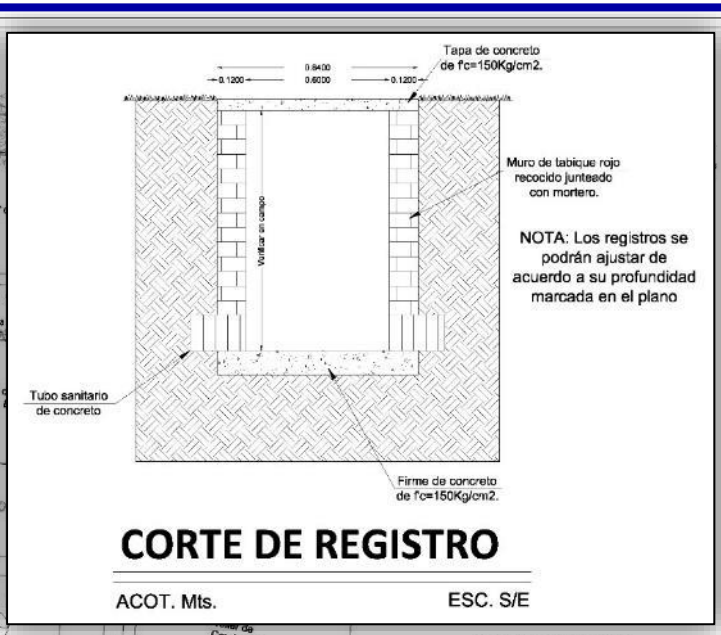 Tapa de concreto
de f'c=150Kg/cm2.
0.8400
0.1200 0.6000 0.1200
Muro de tabique rojo
recocido junteado
con mortero.
Verificar en campo
NOTA: Los registros se
podrán ajustar de
acuerdo a su profundidad
marcada en el plano
Tubo sanitario
de concreto
Firme de concreto
de f'c=150Kg/cm2.
CORTE DE REGISTRO
ACOT. Mts. ESC. S/E